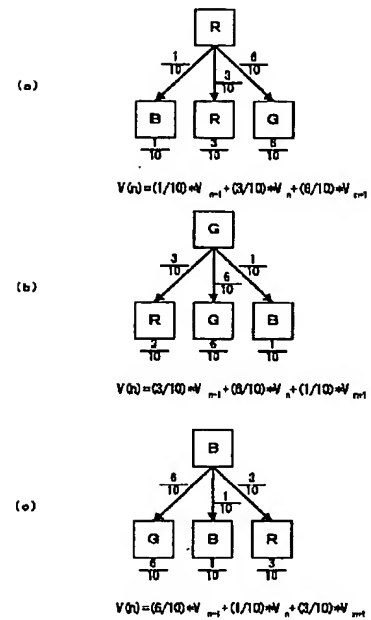 R
1/10 3/10 6/10
(a)
B R G
1/10 3/10 6/10
V(n)=(1/10)*V n-1+(3/10)*V n+(6/10)*V n+1
G
3/10 6/10 1/10
(b)
R G B
3/10 6/10 1/10
V(n)=(3/10)*V n-1+(6/10)*V n+(1/10)*V n+1
B
6/10 1/10 3/10
(c)
G B R
6/10 1/10 3/10
V(n)=(6/10)*V n-1+(1/10)*V n+(3/10)*V n+1